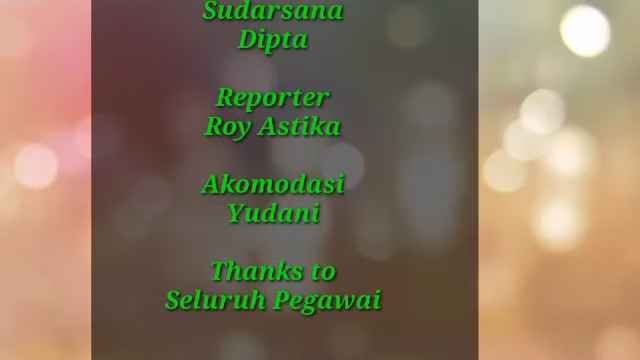 Sudarsana
Dipta
Reporter
Roy Astika
Akomodasi
Yudani
Thanks to
Seluruh Pegawai